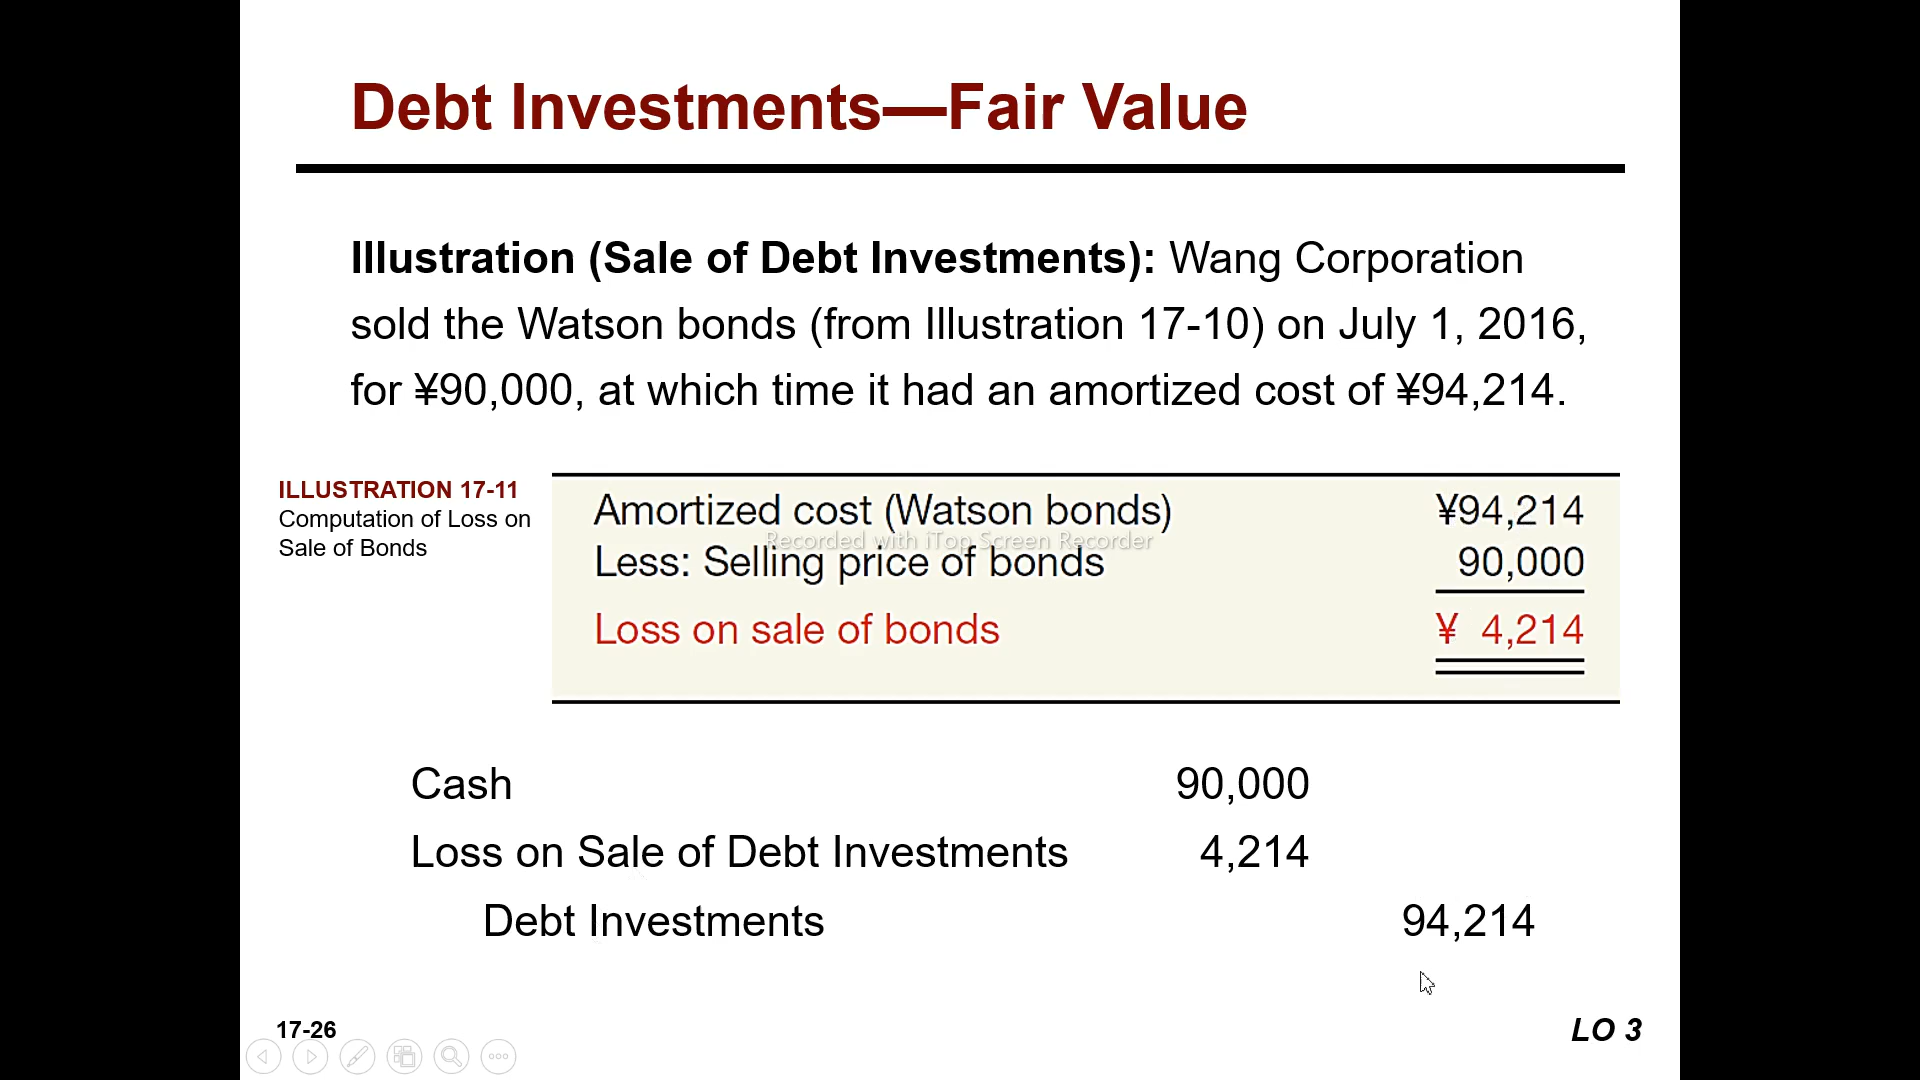 Debt Investments—Fair Value
Illustration (Sale of Debt Investments): Wang Corporation
sold the Watson bonds (from Illustration 17-10) on July 1, 2016,
for ¥90,000, at which time it had an amortized cost of ¥94,214.
ILLUSTRATION 17-11
Computation of Loss on
Sale of Bonds
Amortized cost (Watson bonds) ¥94,214
Recorded with iTop Screen Recorder
Less: Selling price of bonds 90,000
Loss on sale of bonds ¥ 4,214
Cash 90,000
Loss on Sale of Debt Investments 4,214
Debt Investments 94,214
17-26
LO 3